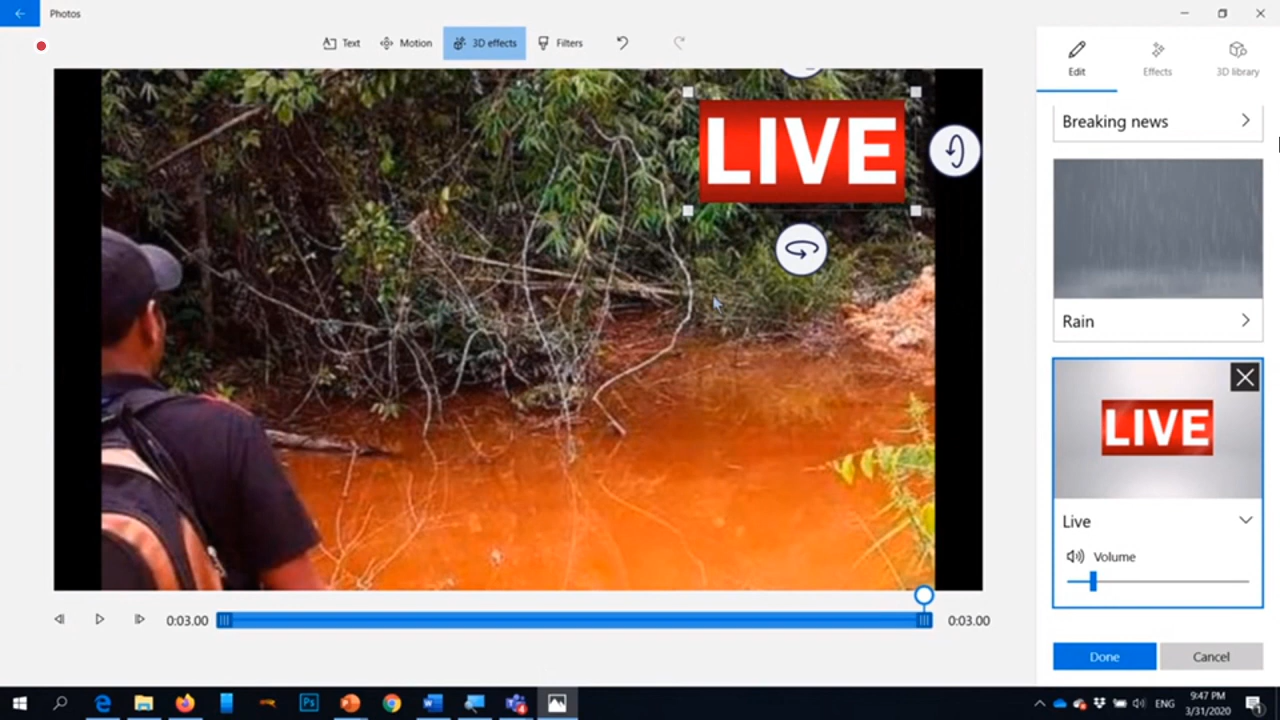 Photos
Text
Motion
3D effects
Filters
Edit
Effects
3D library
Breaking news
Rain
LIVE
LIVE
Live
Volume
0:03.00
0:03.00
Done
Cancel
Ps
ENG
9:47 PM
3/31/2020